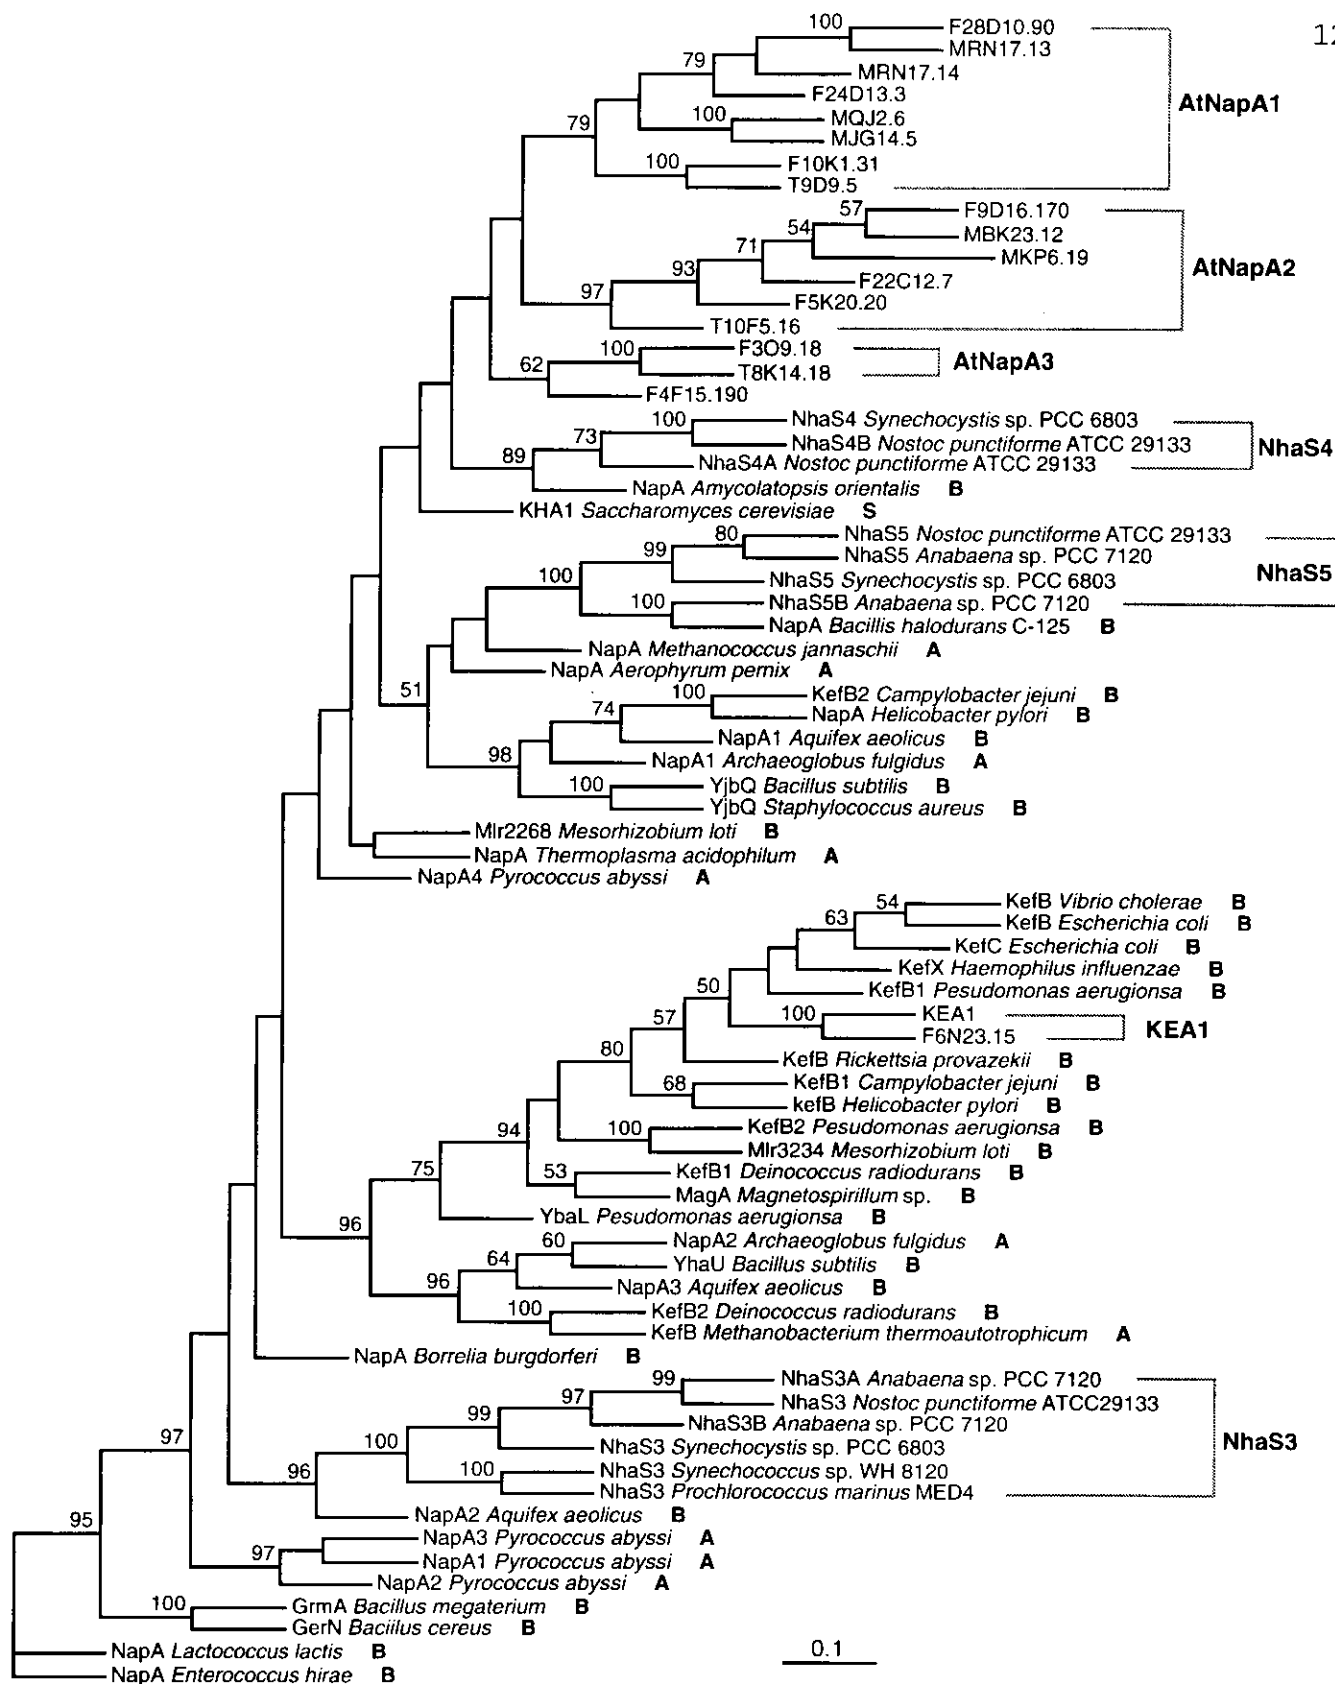 100
F28D10.90
12
MRN17.13
79
MRN17.14
F24D13.3
AtNapA1
100
MQJ2.6
79
MJG14.5
100
F10K1.31
T9D9.5
57
F9D16.170
54
MBK23.12
71
MKP6.19
AtNapA2
93
F22C12.7
97
F5K20.20
T10F5.16
100
F3O9.18
AtNapA3
62
T8K14.18
F4F15.190
100
NhaS4 Synechocystis sp. PCC 6803
73
NhaS4B Nostoc punctiforme ATCC 29133
NhaS4
89
NhaS4A Nostoc punctiforme ATCC 29133
NapA Amycolatopsis orientalis B
KHA1 Saccharomyces cerevisiae S
80
NhaS5 Nostoc punctiforme ATCC 29133
99
NhaS5 Anabaena sp. PCC 7120
NhaS5
100
NhaS5 Synechocystis sp. PCC 6803
100
NhaS5B Anabaena sp. PCC 7120
NapA Bacillis halodurans C-125 B
NapA Methanococcus jannaschii A
NapA Aerophyrum pernix A
51
100
KefB2 Campylobacter jejuni B
74
NapA Helicobacter pylori B
NapA1 Aquifex aeolicus B
98
NapA1 Archaeoglobus fulgidus A
100
YjbQ Bacillus subtilis B
YjbQ Staphylococcus aureus B
Mlr2268 Mesorhizobium loti B
NapA Thermoplasma acidophilum A
NapA4 Pyrococcus abyssi A
54
KefB Vibrio cholerae B
63
KefB Escherichia coli B
KefC Escherichia coli B
KefX Haemophilus influenzae B
50
KefB1 Pesudomonas aerugionsa B
100
KEA1
KEA1
57
F6N23.15
80
KefB Rickettsia provazekii B
68
KefB1 Campylobacter jejuni B
kefB Helicobacter pylori B
94
100
KefB2 Pesudomonas aerugionsa B
Mlr3234 Mesorhizobium loti B
75
53
KefB1 Deinococcus radiodurans B
MagA Magnetospirillum sp. B
96
YbaL Pesudomonas aerugionsa B
60
NapA2 Archaeoglobus fulgidus A
64
YhaU Bacillus subtilis B
96
NapA3 Aquifex aeolicus B
100
KefB2 Deinococcus radiodurans B
KefB Methanobacterium thermoautotrophicum A
NapA Borrelia burgdorferi B
99
NhaS3A Anabaena sp. PCC 7120
97
NhaS3 Nostoc punctiforme ATCC29133
99
NhaS3B Anabaena sp. PCC 7120
NhaS3
97
100
NhaS3 Synechocystis sp. PCC 6803
96
100
NhaS3 Synechococcus sp. WH 8120
NhaS3 Prochlorococcus marinus MED4
NapA2 Aquifex aeolicus B
95
NapA3 Pyrococcus abyssi A
97
NapA1 Pyrococcus abyssi A
NapA2 Pyrococcus abyssi A
100
GrmA Bacillus megaterium B
GerN Baciilus cereus B
NapA Lactococcus lactis B
0.1
NapA Enterococcus hirae B